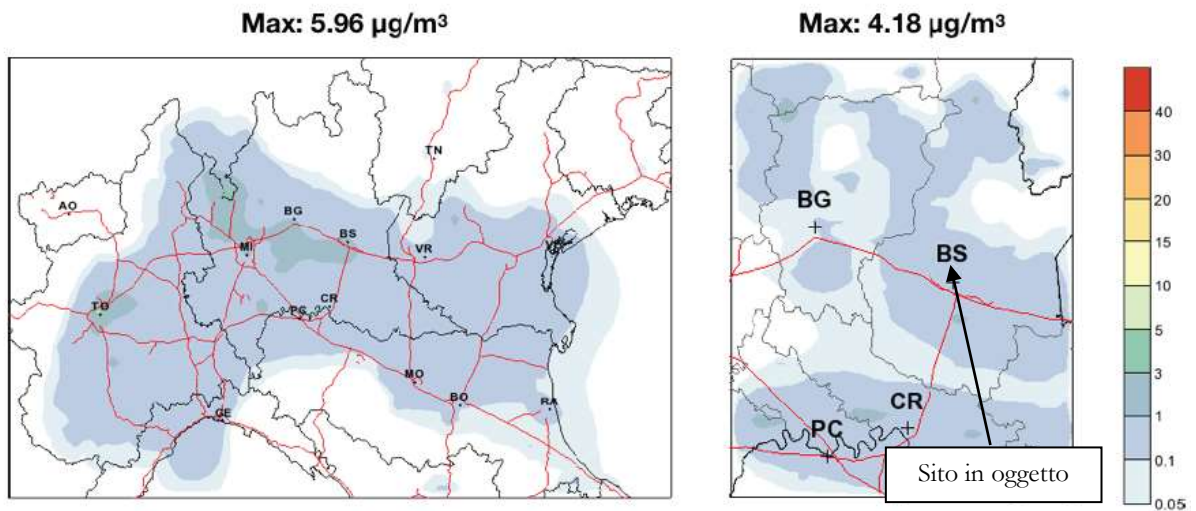 Max: 5.96 µg/m³
Max: 4.18 µg/m³
TN
AO
BG
MI
BS
VR
TO
PC
CR
MO
BO
RA
GE
BG
BS
CR
PC
Sito in oggetto
40
30
20
15
10
5
3
1
0.1
0.05